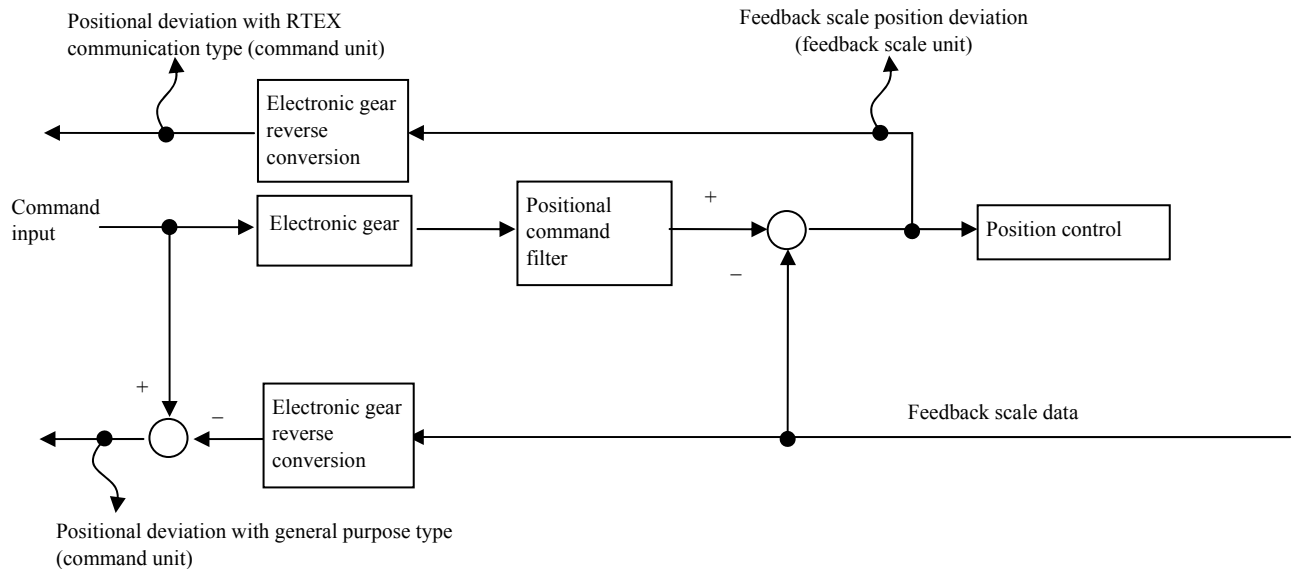 Positional deviation with RTEX
communication type (command unit)
Feedback scale position deviation
(feedback scale unit)
Electronic gear
reverse
conversion
Command
input
Electronic gear
Positional
command
filter
+
−
Position control
+
−
Electronic gear
reverse
conversion
Feedback scale data
Positional deviation with general purpose type
(command unit)